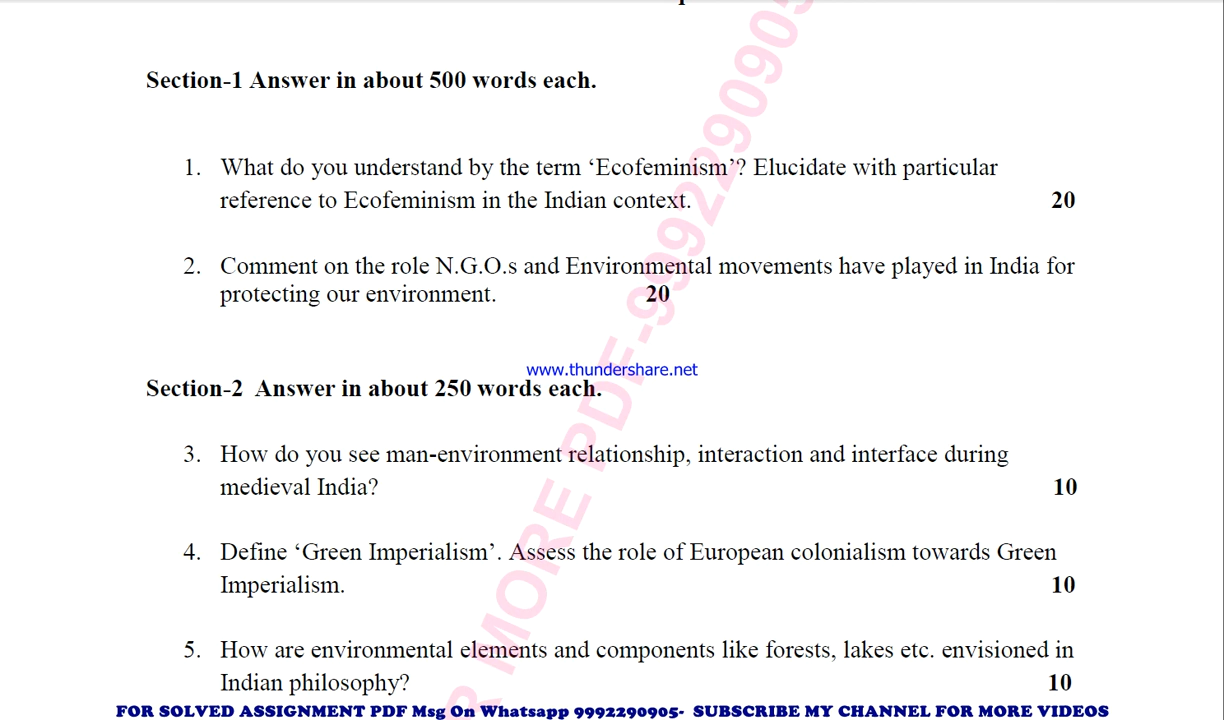 Section-1 Answer in about 500 words each.
1. What do you understand by the term ‘Ecofeminism’? Elucidate with particular
reference to Ecofeminism in the Indian context. 20
2. Comment on the role N.G.O.s and Environmental movements have played in India for
protecting our environment. 20
www.thundershare.net
Section-2 Answer in about 250 words each.
3. How do you see man-environment relationship, interaction and interface during
medieval India? 10
4. Define ‘Green Imperialism’. Assess the role of European colonialism towards Green
Imperialism. 10
5. How are environmental elements and components like forests, lakes etc. envisioned in
Indian philosophy? 10
MORE PDF-9992290905
FOR SOLVED ASSIGNMENT PDF Msg On Whatsapp 9992290905- SUBSCRIBE MY CHANNEL FOR MORE VIDEOS